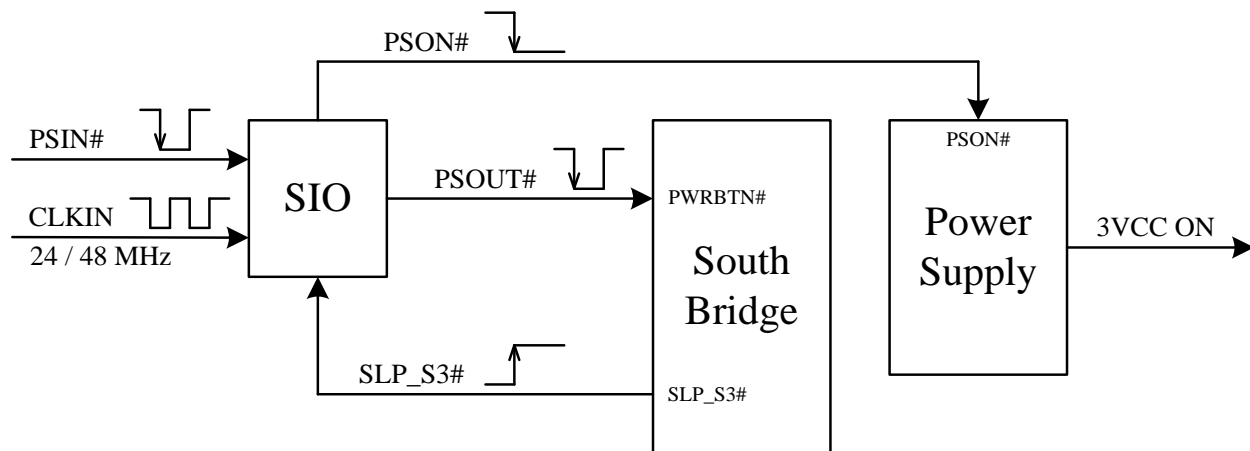 PSON#
PSIN#
CLKIN
24 / 48 MHz
SIO
PSOUT#
SLP_S3#
PWRBTN#
South
Bridge
SLP_S3#
PSON#
Power
Supply
3VCC ON